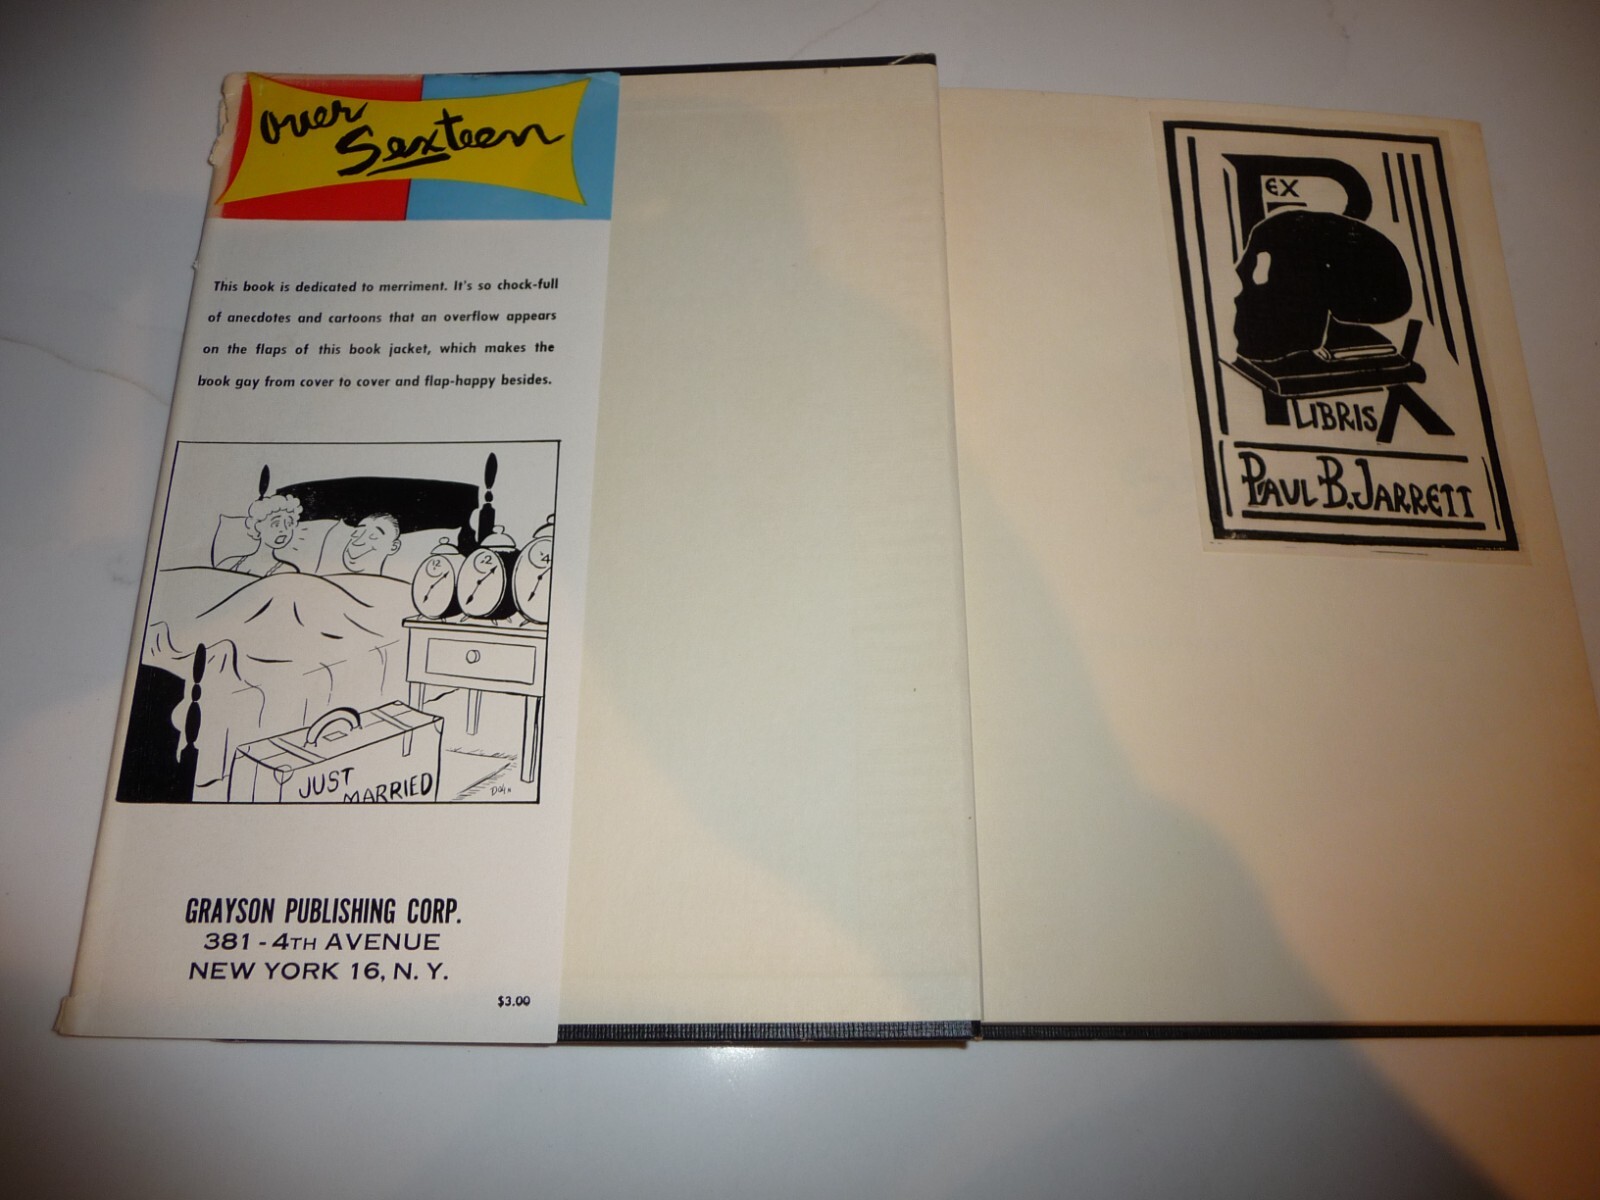 over
Sexteen
This book is dedicated to merriment. It's so chock-full
of anecdotes and cartoons that an overflow appears
on the flaps of this book jacket, which makes the
book gay from cover to cover and flap-happy besides.
12
2
4
JUST
MARRIED
GRAYSON PUBLISHING CORP.
381 - 4TH AVENUE
NEW YORK 16, N. Y.
$3.00
EX
LIBRIS
PAUL B. JARRETT